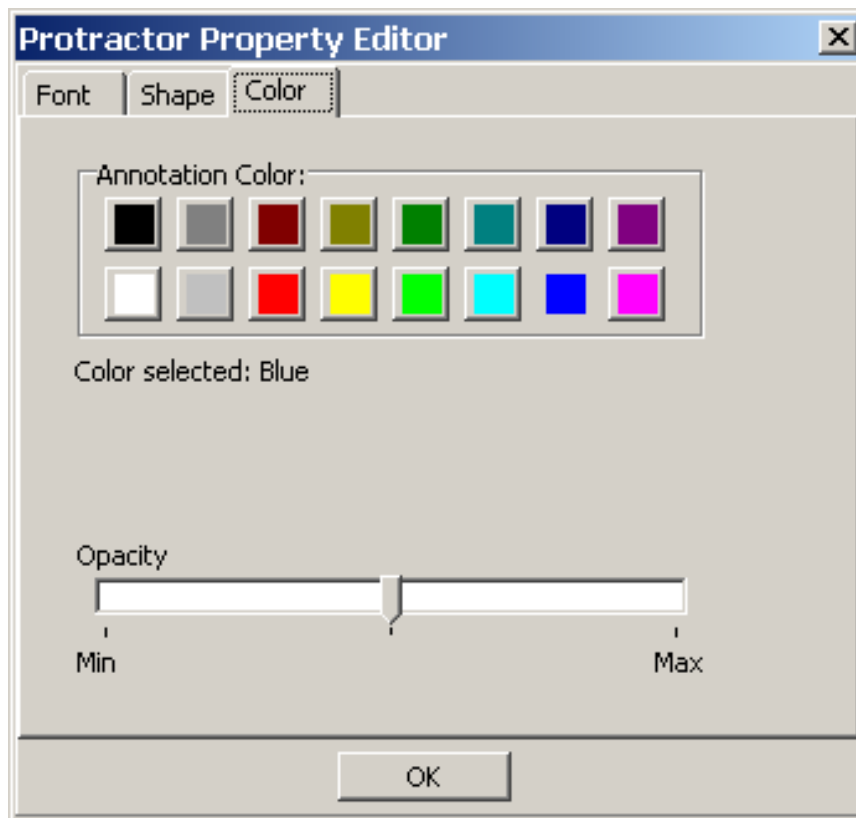 Protractor Property Editor
Font Shape Color
Annotation Color:
Color selected: Blue
Opacity
Min Max
OK